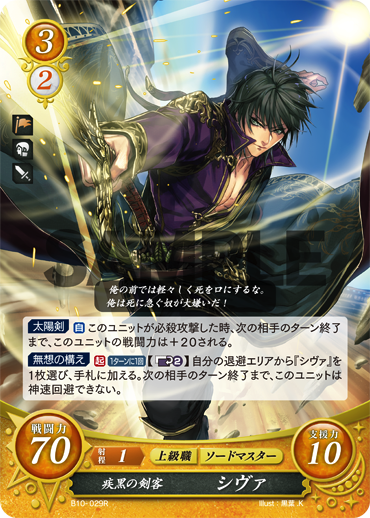 3
2
SAMPLE
俺の前では軽々しく死を口にするな。
俺は死に急ぐ奴が大嫌いだ!
太陽剣 自 このユニットが必殺攻撃した時、次の相手のターン終了
まで、このユニットの戦闘力は+20される。
無想の構え 起 1ターンに1回 【 2】 自分の退避エリアから『シヴァ』を
1枚選び、手札に加える。次の相手のターン終了まで、このユニットは
神速回避できない。
戦闘力 70 射程 1 上級職 ソードマスター 支援力 10
疾黒の剣客 シヴァ
B10-029R Illust:黒葉.K